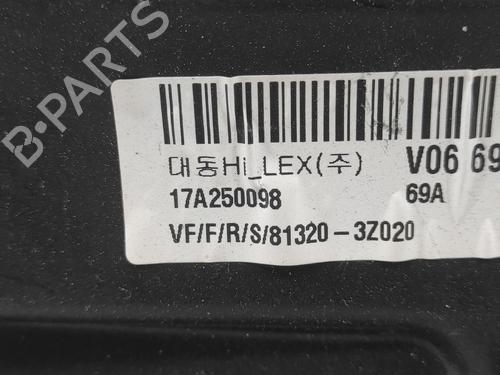 대동Hi_LEX(주) V06 69
17A250098 69A
VF/F/R/S/81320-3Z020
B-PARTS